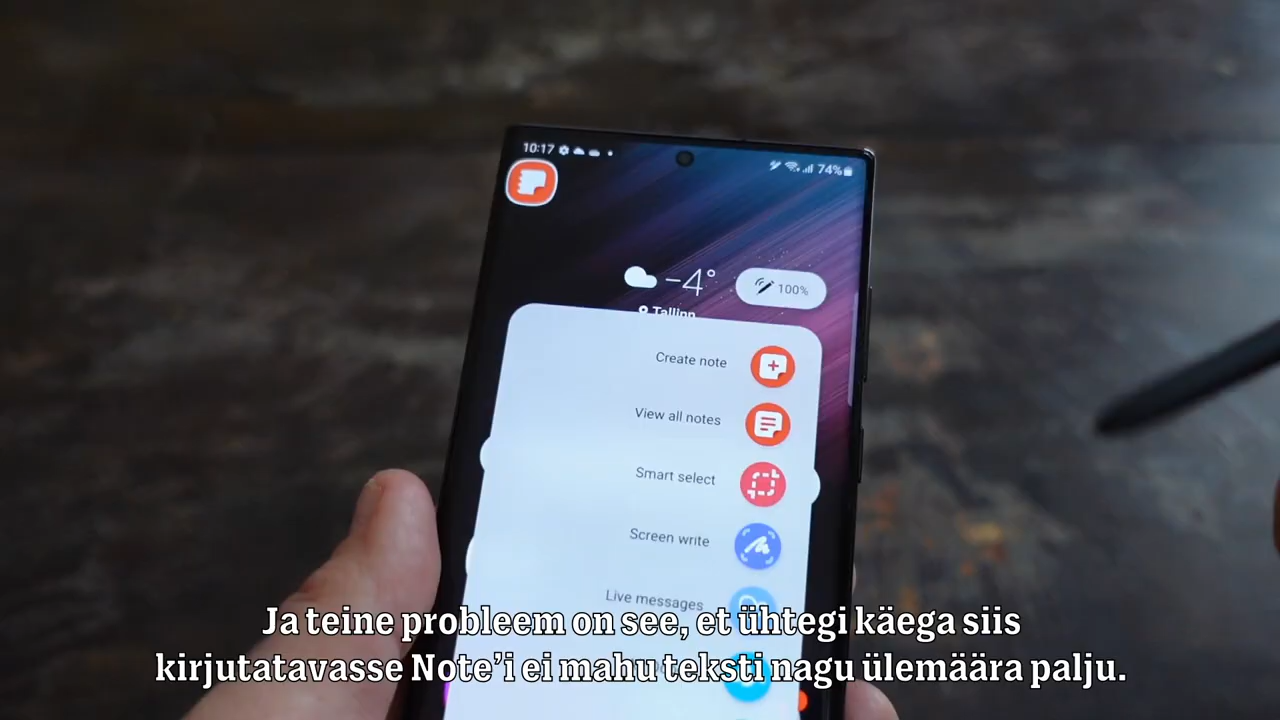 10:17
74%
-4°
100%
Tallinn
Create note
View all notes
Smart select
Screen write
Live messages
Ja teine probleem on see, et ühtegi käega siis
kirjutatavasse Note’i ei mahu teksti nagu ülemäära palju.